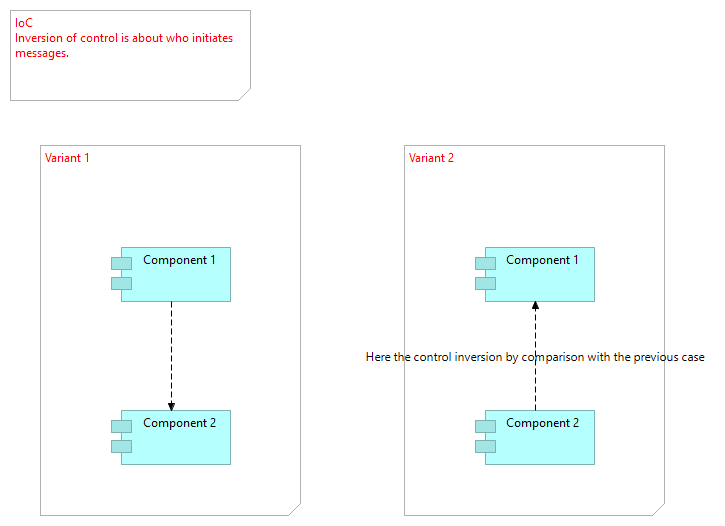 IoC
Inversion of control is about who initiates
messages.
Variant 1
Component 1
Component 2
Variant 2
Component 1
Here the control inversion by comparison with the previous case
Component 2